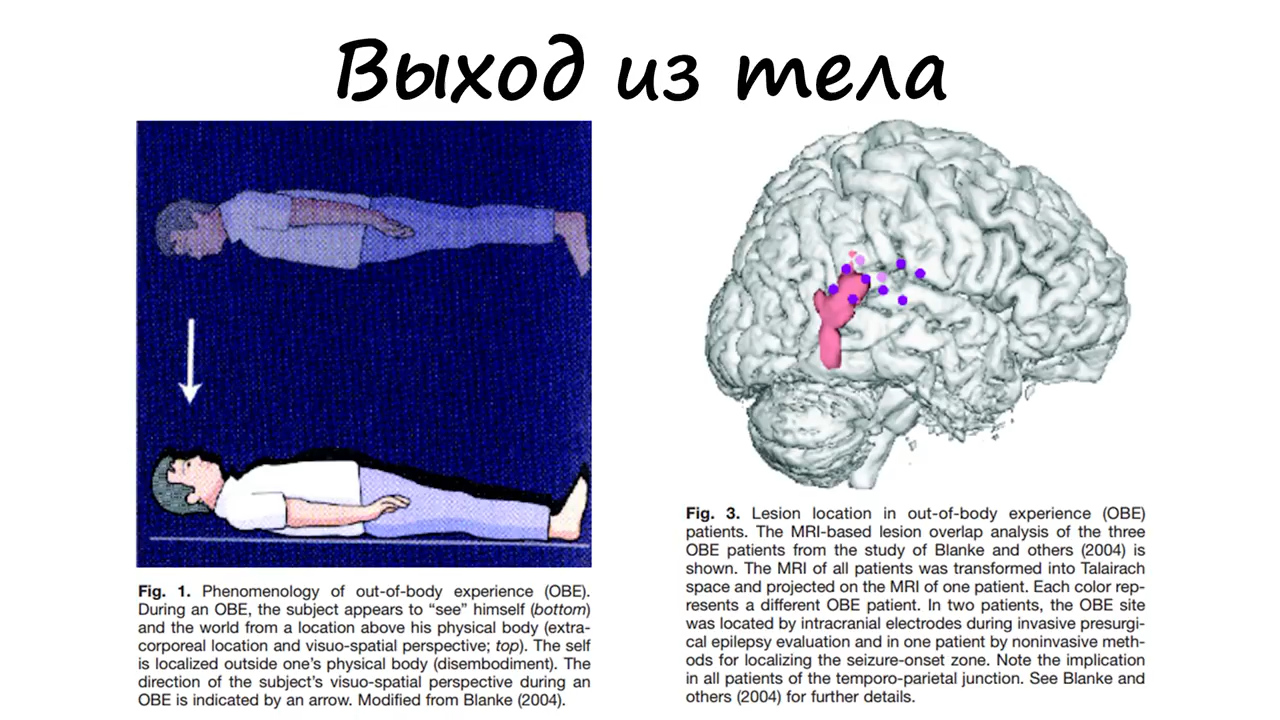 Выход из тела
Fig. 1. Phenomenology of out-of-body experience (OBE).
During an OBE, the subject appears to “see” himself (bottom)
and the world from a location above his physical body (extra-
corporeal location and visuo-spatial perspective; top). The self
is localized outside one’s physical body (disembodiment). The
direction of the subject’s visuo-spatial perspective during an
OBE is indicated by an arrow. Modified from Blanke (2004).
Fig. 3. Lesion location in out-of-body experience (OBE)
patients. The MRI-based lesion overlap analysis of the three
OBE patients from the study of Blanke and others (2004) is
shown. The MRI of all patients was transformed into Talairach
space and projected on the MRI of one patient. Each color rep-
resents a different OBE patient. In two patients, the OBE site
was located by intracranial electrodes during invasive presurgi-
cal epilepsy evaluation and in one patient by noninvasive meth-
ods for localizing the seizure-onset zone. Note the implication
in all patients of the temporo-parietal junction. See Blanke and
others (2004) for further details.